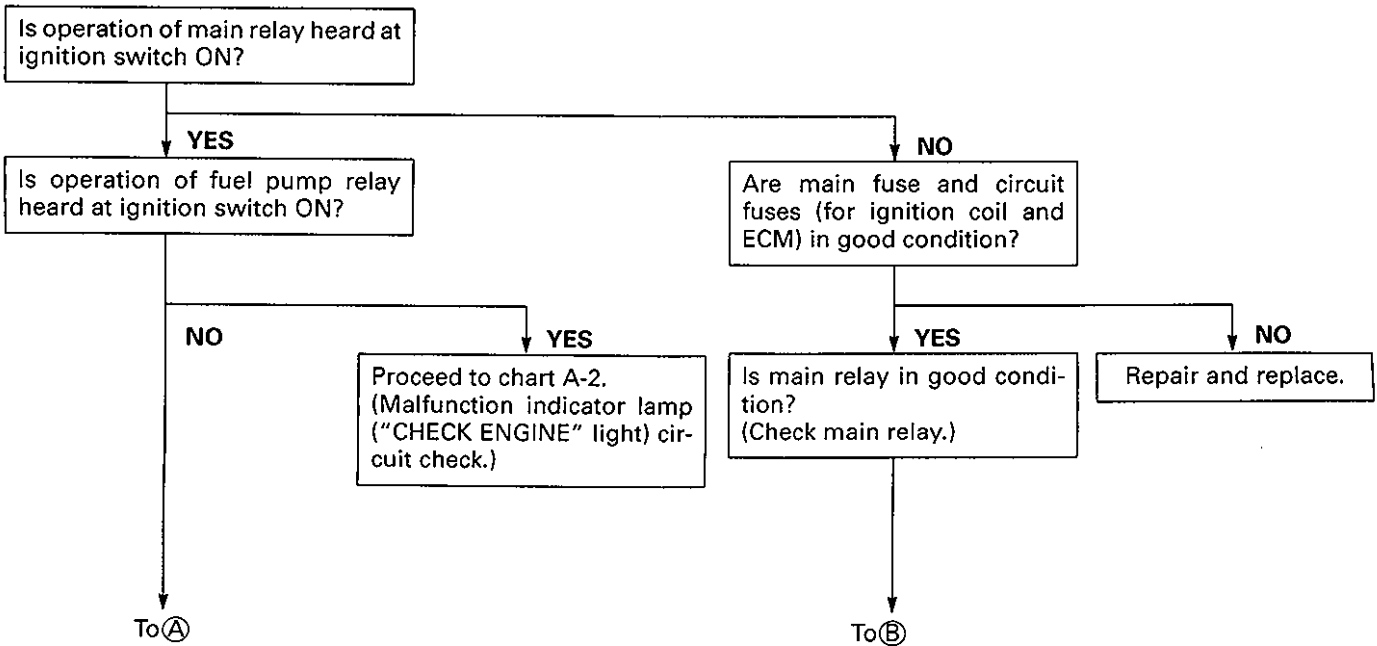 Is operation of main relay heard at
ignition switch ON?
YES
NO
Is operation of fuel pump relay
heard at ignition switch ON?
Are main fuse and circuit
fuses (for ignition coil and
ECM) in good condition?
NO
YES
YES
NO
Proceed to chart A-2.
(Malfunction indicator lamp
("CHECK ENGINE" light) cir-
cuit check.)
Is main relay in good condi-
tion?
(Check main relay.)
Repair and replace.
To Ⓐ
To Ⓑ